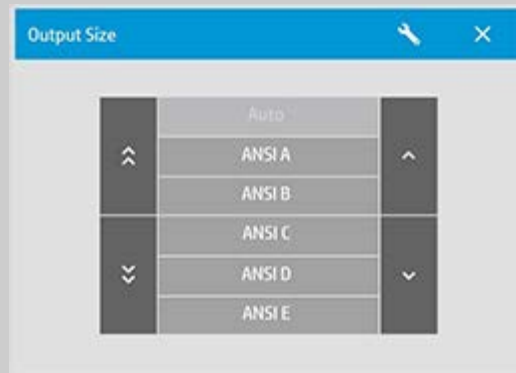 Output Size
Auto
ANSI A
ANSI B
ANSI C
ANSI D
ANSI E